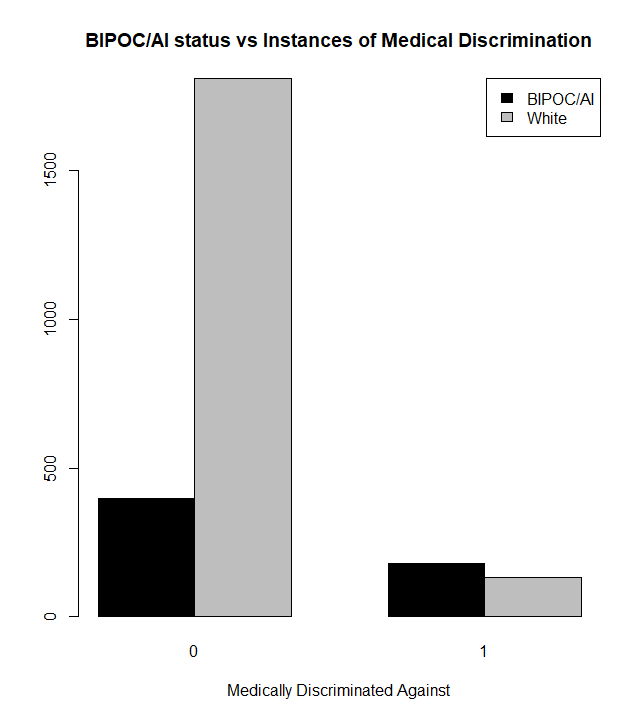 BIPOC/AI status vs Instances of Medical Discrimination
BIPOC/AI
White
1500
1000
500
0
0 1
Medically Discriminated Against